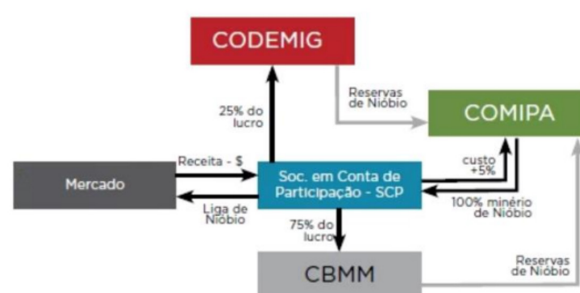 CODEMIG
Reservas
de Nióbio
25% do
lucro
COMIPA
Receita - $
Mercado
Soc. em Conta de
Participação - SCP
custo
+5%
Liga de
Nióbio
100% minério
de Nióbio
75% do
lucro
CBMM
Reservas
de Nióbio